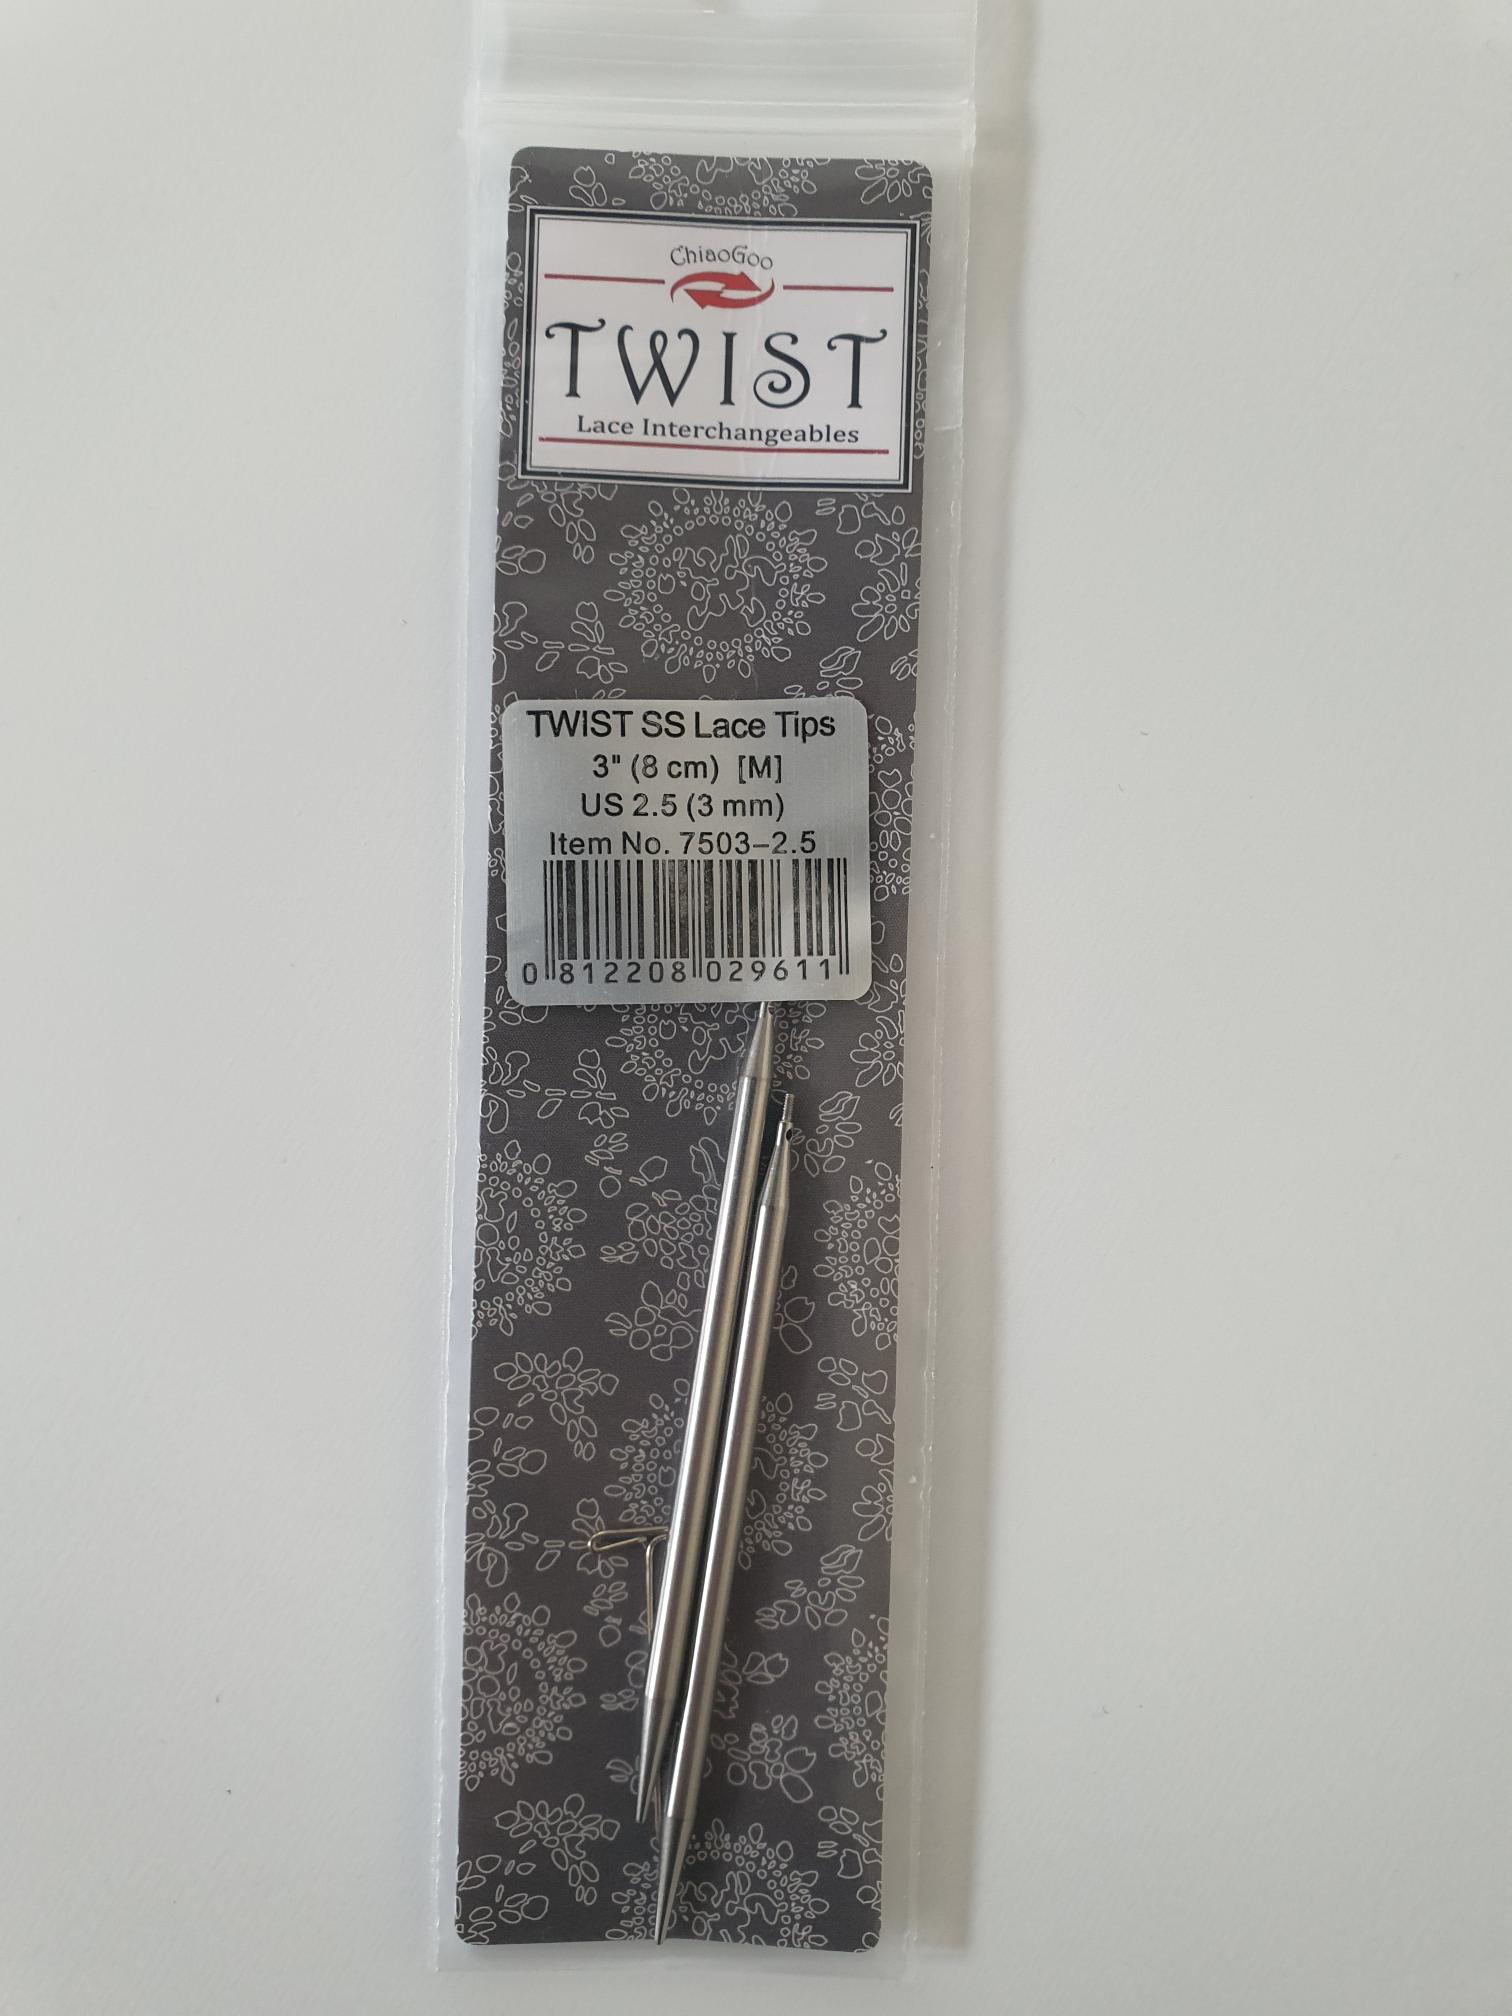 ChiaoGoo
TWIST
Lace Interchangeables
TWIST SS Lace Tips
3" (8 cm) [M]
US 2.5 (3 mm)
Item No. 7503-2.5
0 812208 029611